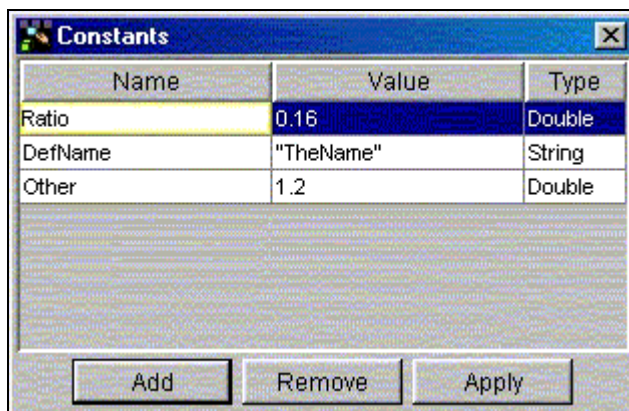 Constants
Name Value Type
Ratio 0.16 Double
DefName "TheName" String
Other 1.2 Double
Add Remove Apply